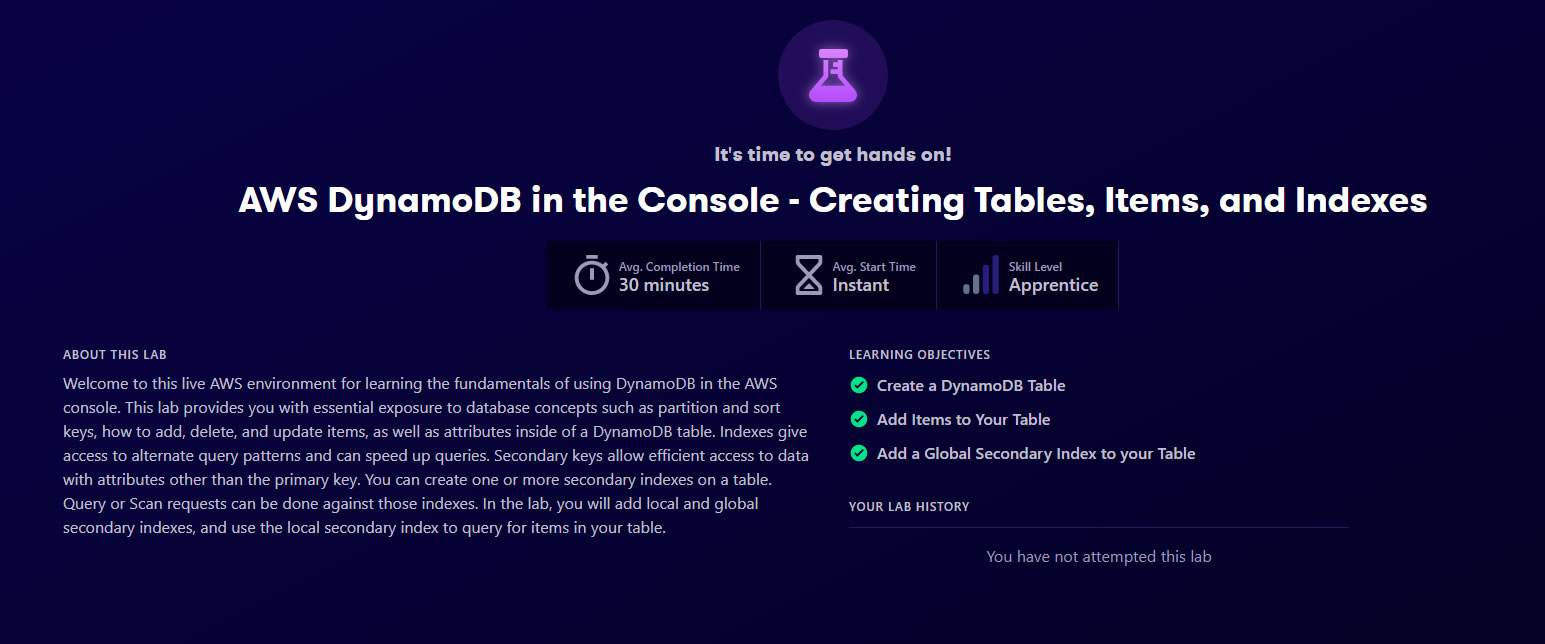 It's time to get hands on!
AWS DynamoDB in the Console - Creating Tables, Items, and Indexes
Avg. Completion Time
30 minutes
Avg. Start Time
Instant
Skill Level
Apprentice
ABOUT THIS LAB
Welcome to this live AWS environment for learning the fundamentals of using DynamoDB in the AWS
console. This lab provides you with essential exposure to database concepts such as partition and sort
keys, how to add, delete, and update items, as well as attributes inside of a DynamoDB table. Indexes give
access to alternate query patterns and can speed up queries. Secondary keys allow efficient access to data
with attributes other than the primary key. You can create one or more secondary indexes on a table.
Query or Scan requests can be done against those indexes. In the lab, you will add local and global
secondary indexes, and use the local secondary index to query for items in your table.
LEARNING OBJECTIVES
Create a DynamoDB Table
Add Items to Your Table
Add a Global Secondary Index to your Table
YOUR LAB HISTORY
You have not attempted this lab